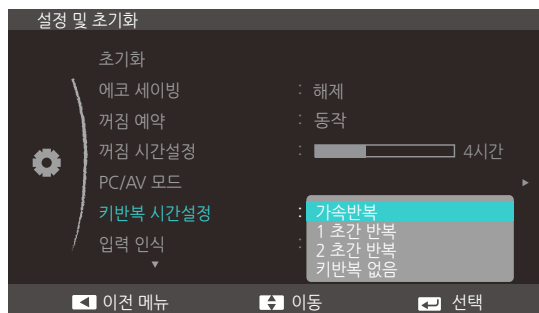 설정 및 초기화
초기화
에코 세이빙 : 해제
꺼짐 예약 : 동작
꺼짐 시간설정 : 4시간
PC/AV 모드
키반복 시간설정 : 가속반복
1 초간 반복
2 초간 반복
키반복 없음
입력 인식 :
이전 메뉴 이동 선택